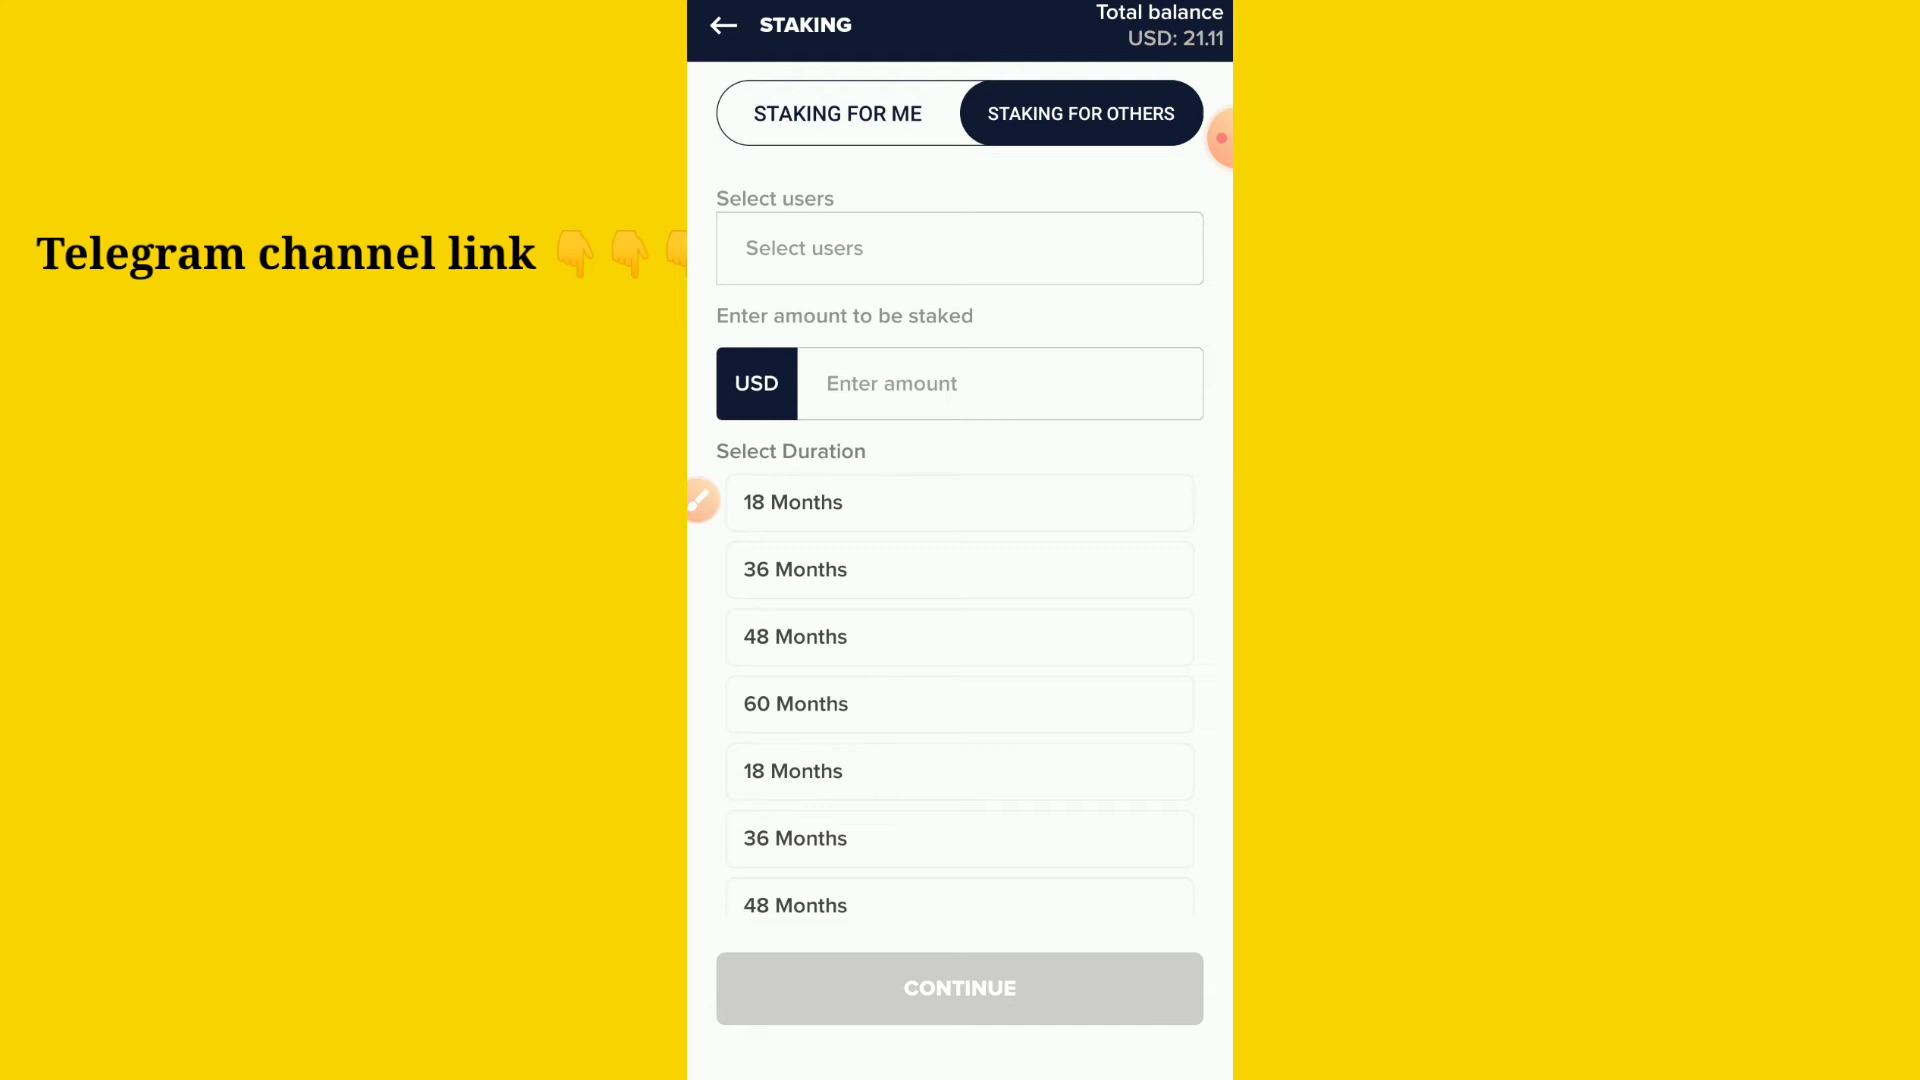 STAKING
Total balance
USD: 21.11
STAKING FOR ME
STAKING FOR OTHERS
Telegram channel link 👇👇👇
Select users
Select users
Enter amount to be staked
USD
Enter amount
Select Duration
18 Months
36 Months
48 Months
60 Months
18 Months
36 Months
48 Months
CONTINUE